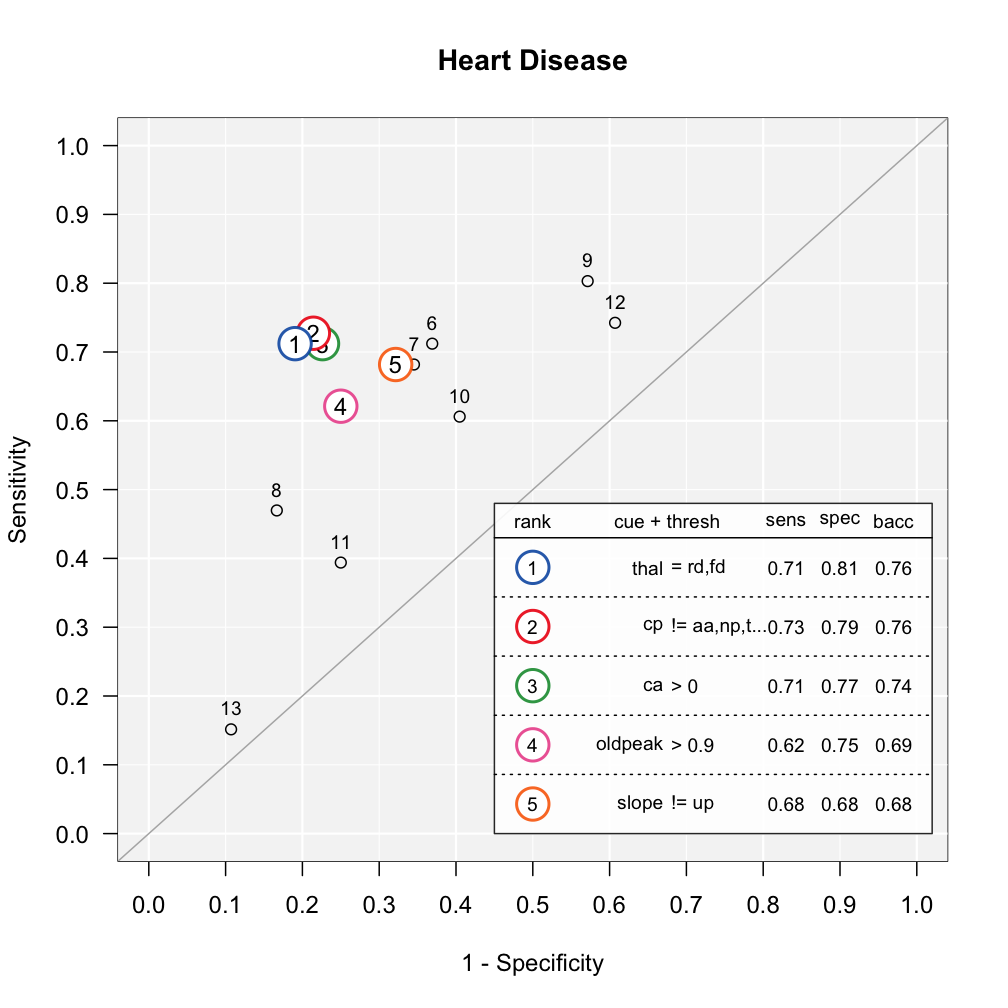 Heart Disease
1.0
0.9
9
0.8
12
6
2
0.7
1
3
7
5
4
0.6
10
Sensitivity
0.5
8
11
0.4
0.3
0.2
13
0.1
0.0
rank cue + thresh sens spec bacc
1 thal = rd,fd 0.71 0.81 0.76
2 cp != aa,np,t... 0.73 0.79 0.76
3 ca > 0 0.71 0.77 0.74
4 oldpeak > 0.9 0.62 0.75 0.69
5 slope != up 0.68 0.68 0.68
0.0 0.1 0.2 0.3 0.4 0.5 0.6 0.7 0.8 0.9 1.0
1 - Specificity